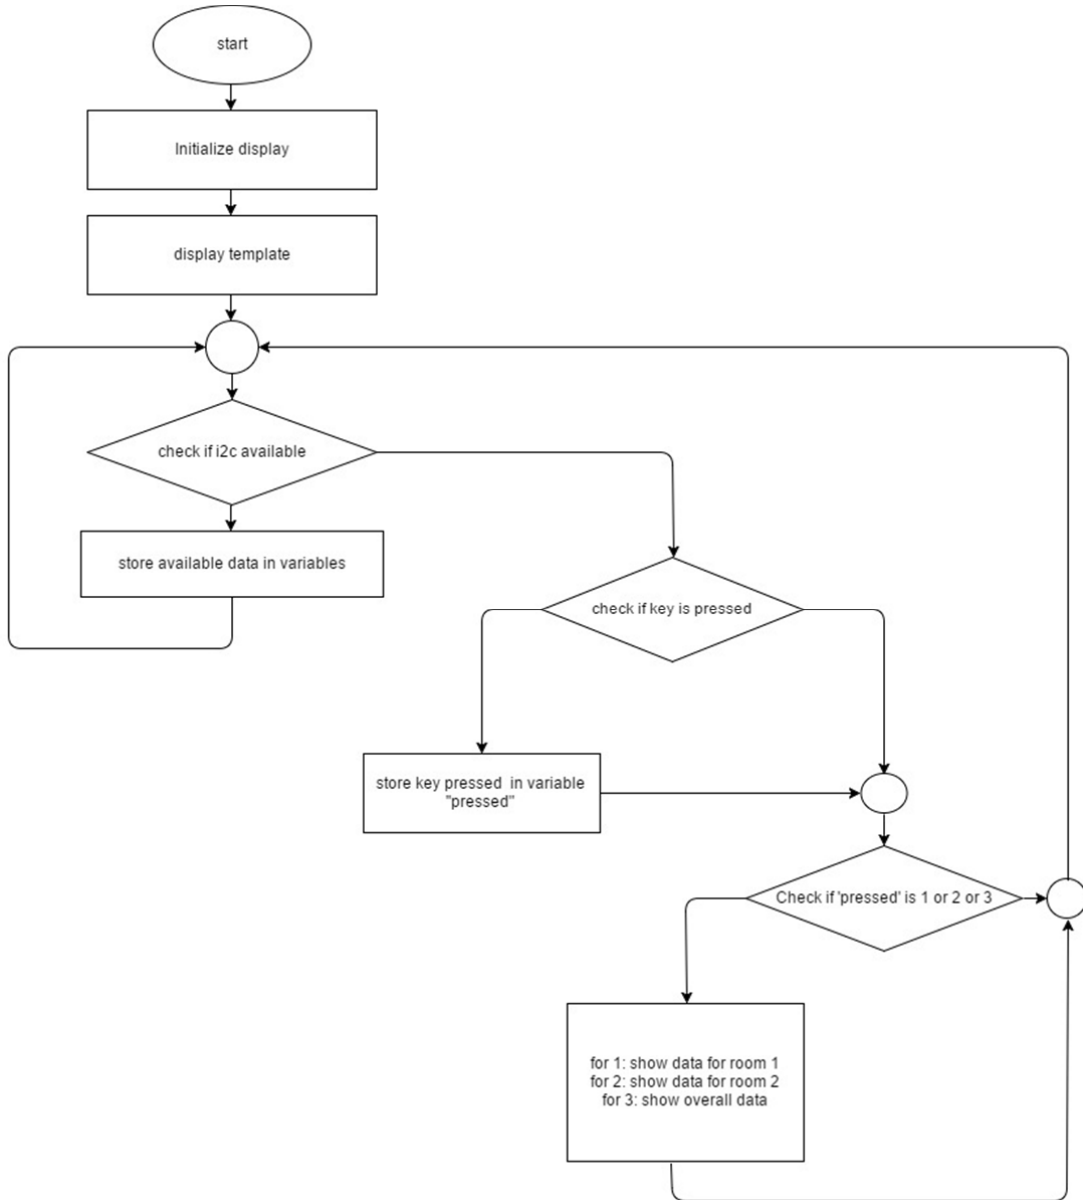 start
Initialize display
display template
check if i2c available
store available data in variables
check if key is pressed
store key pressed  in variable
"pressed"
Check if 'pressed' is 1 or 2 or 3
for 1: show data for room 1
for 2: show data for room 2
for 3: show overall data